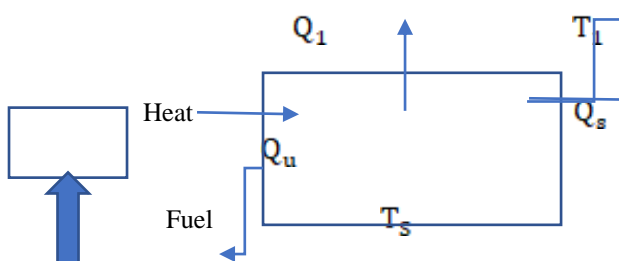 Q₁ T₁
Heat Qₛ
Qᵤ
Fuel Tₛ